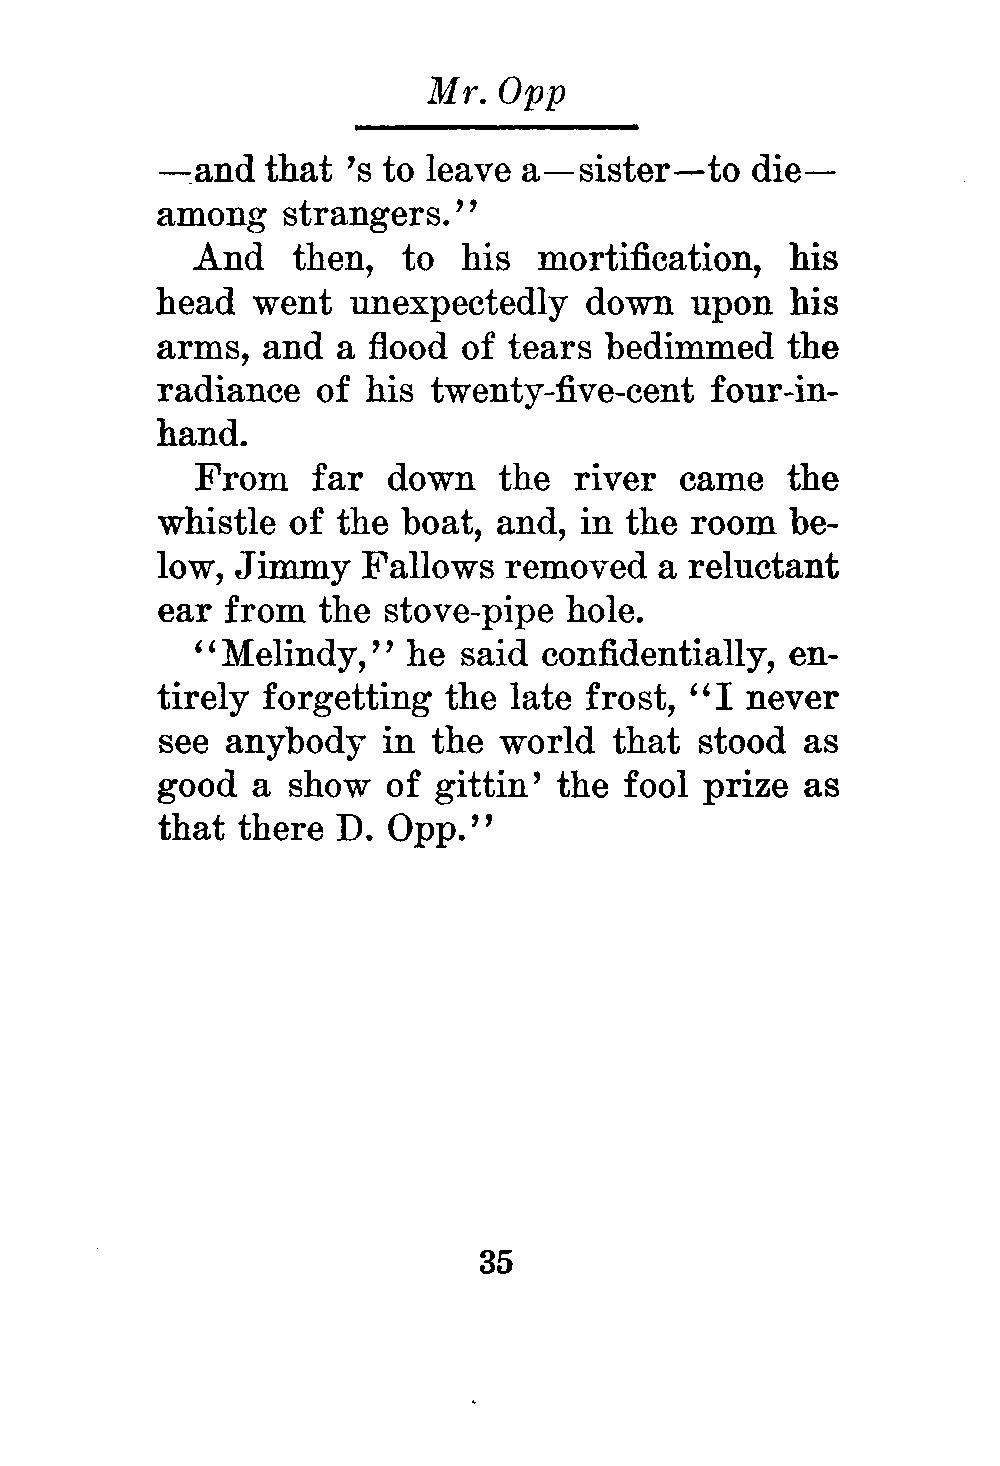 Mr. Opp
—and that 's to leave a—sister—to die—
among strangers."
And then, to his mortification, his
head went unexpectedly down upon his
arms, and a flood of tears bedimmed the
radiance of his twenty-five-cent four-in-
hand.
From far down the river came the
whistle of the boat, and, in the room be-
low, Jimmy Fallows removed a reluctant
ear from the stove-pipe hole.
"Melindy," he said confidentially, en-
tirely forgetting the late frost, "I never
see anybody in the world that stood as
good a show of gittin' the fool prize as
that there D. Opp."
35